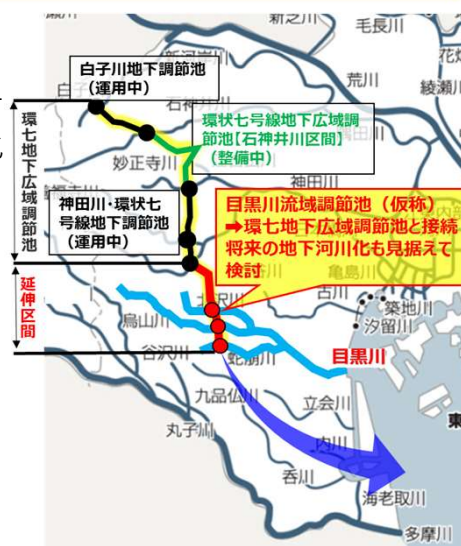 毛長川
荒川
綾瀬川
白子川地下調節池
（運用中）
石神井川
環状七号線地下広域調
節池【石神井川区間】
（整備中）
環七地下広域調節池
妙正寺川
神田川
神田川・環状七
号線地下調節池
（運用中）
目黒川流域調節池（仮称）
➡環七地下広域調節池と接続
将来の地下河川化も見据えて
検討
亀島川
古川
延伸区間
北沢川
烏山川
築地川
汐留川
谷沢川
蛇崩川
目黒川
九品仏川
立会川
丸子川
内川
呑川
海老取川
多摩川
東